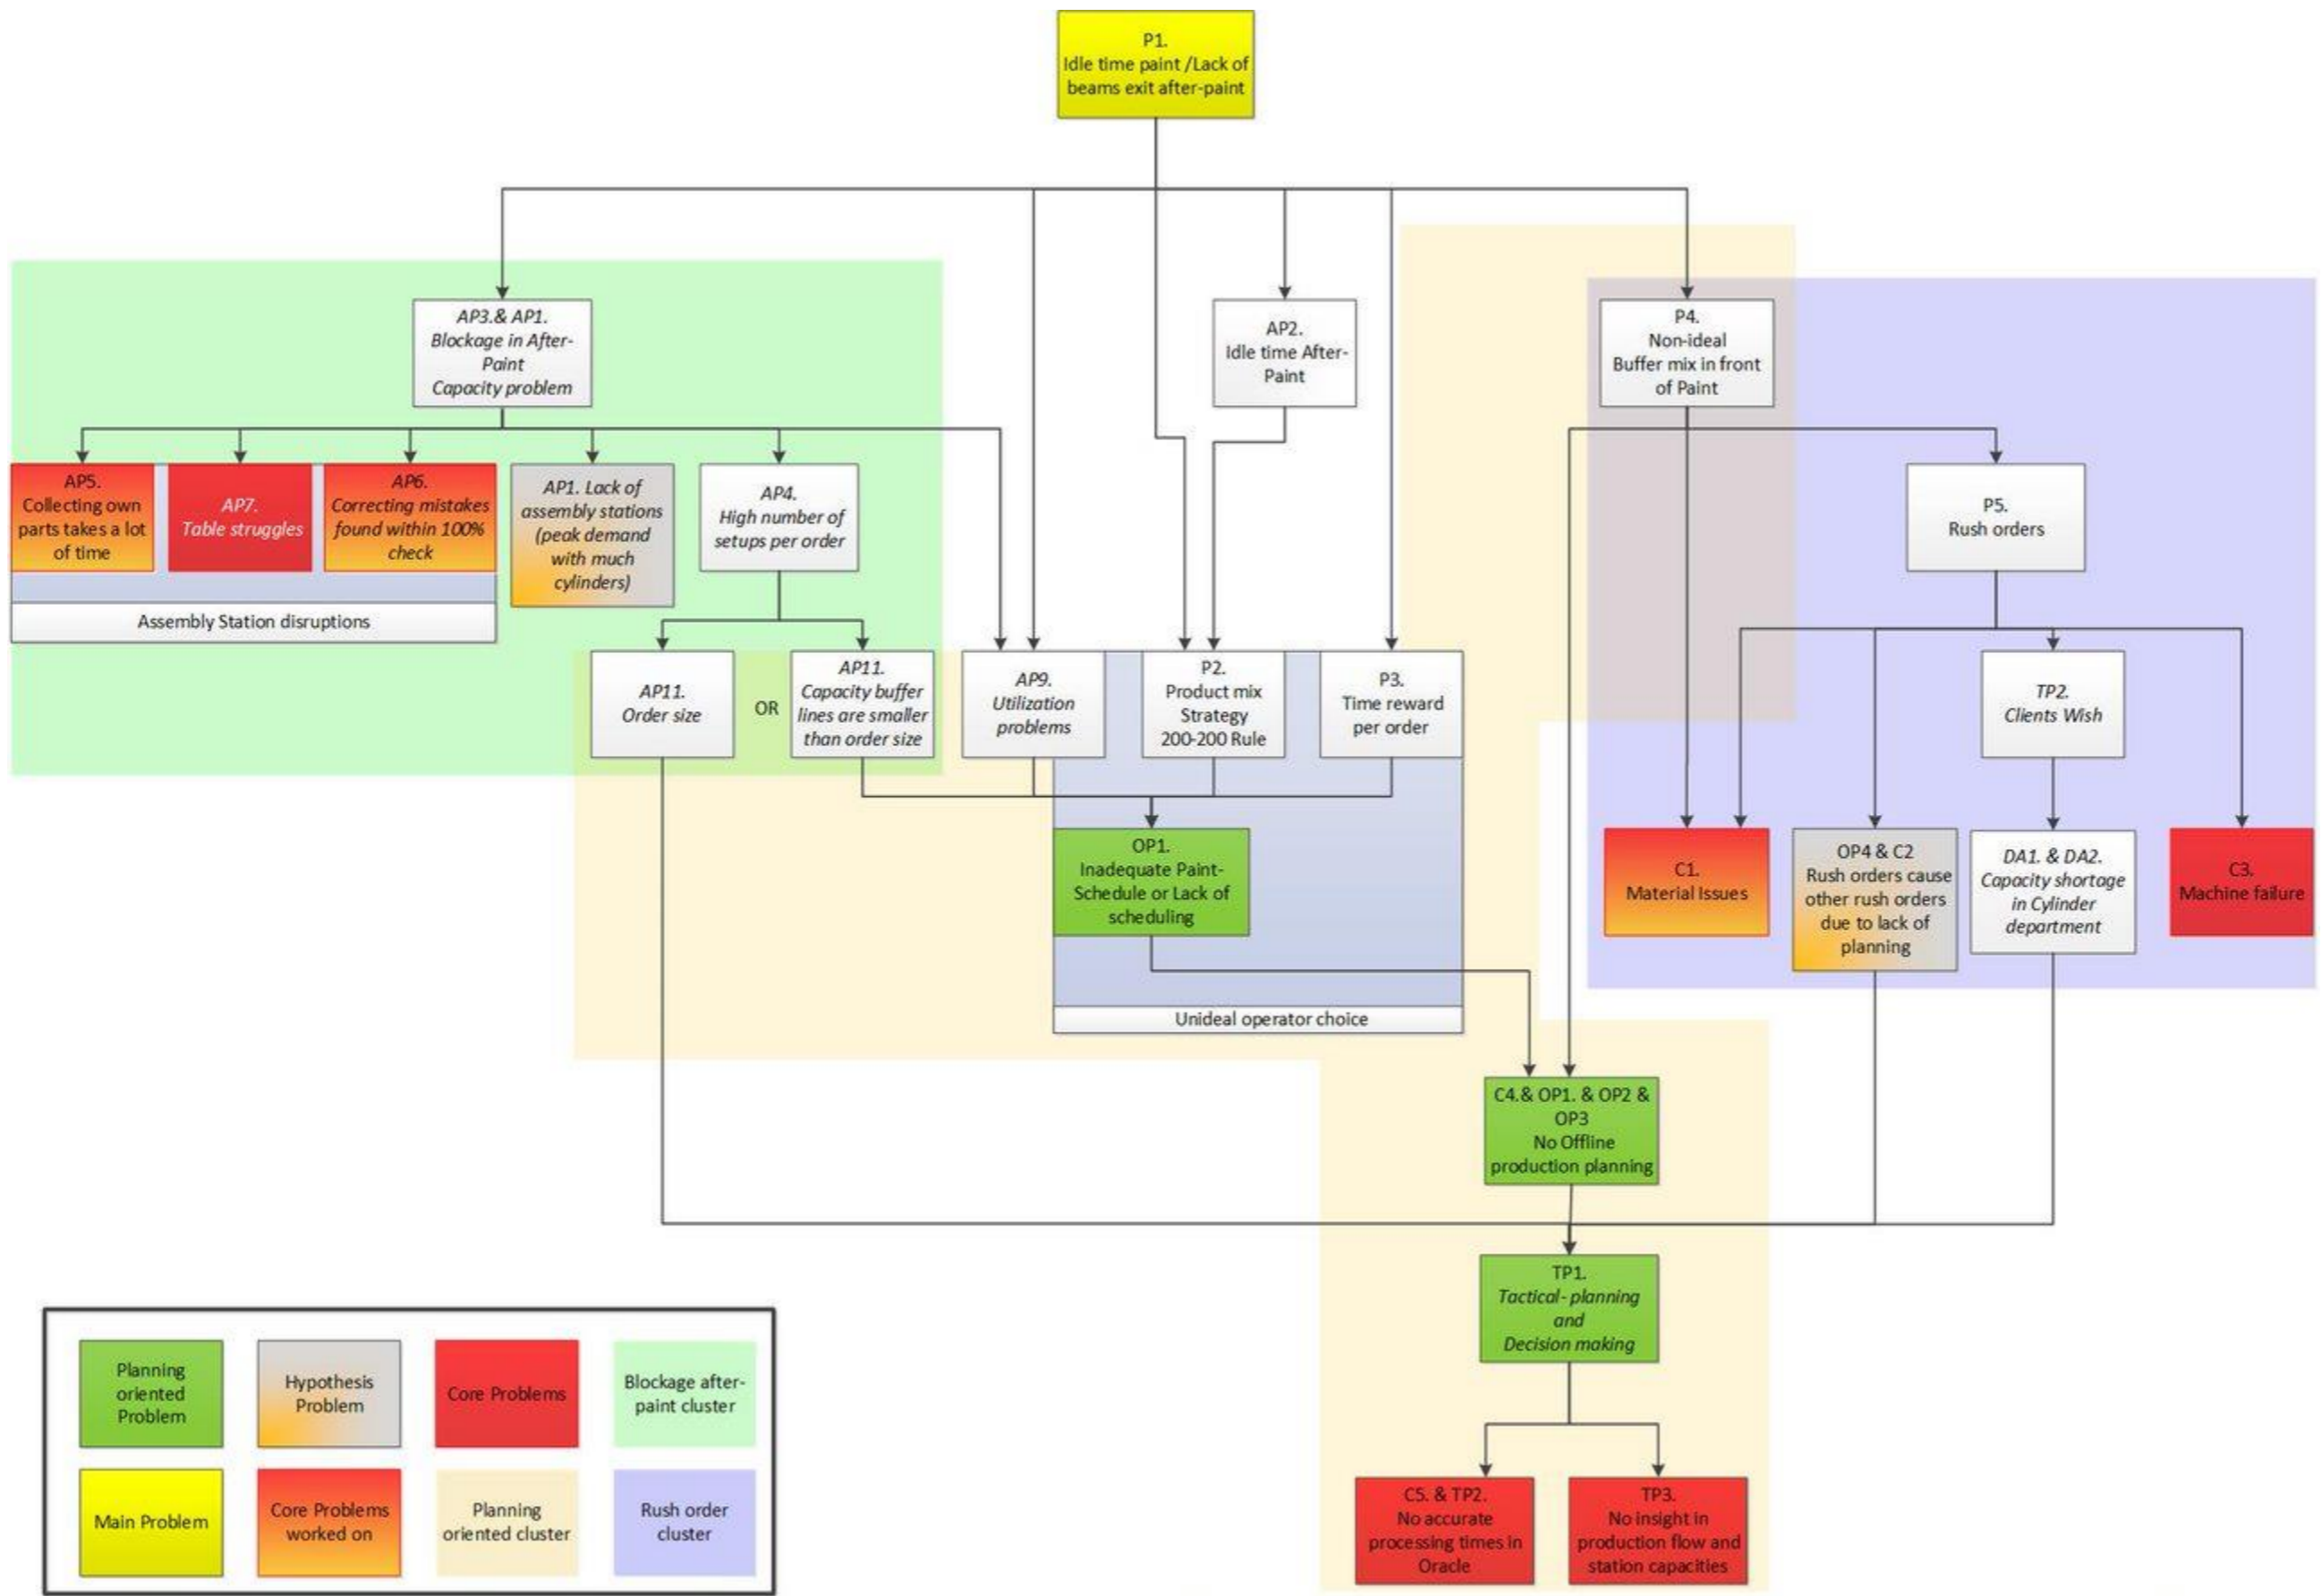 P1.
Idle time paint /Lack of
beams exit after-paint
AP3.& AP1.
Blockage in After-
Paint
Capacity problem
AP2.
Idle time After-
Paint
P4.
Non-ideal
Buffer mix in front
of Paint
AP5.
Collecting own
parts takes a lot
of time
AP7.
Table struggles
AP6.
Correcting mistakes
found within 100%
check
AP1. Lack of
assembly stations
(peak demand
with much
cylinders)
AP4.
High number of
setups per order
P5.
Rush orders
Assembly Station disruptions
AP11.
Order size
OR
AP11.
Capacity buffer
lines are smaller
than order size
AP9.
Utilization
problems
P2.
Product mix
Strategy
200-200 Rule
P3.
Time reward
per order
TP2.
Clients Wish
OP1.
Inadequate Paint-
Schedule or Lack of
scheduling
C1.
Material Issues
OP4 & C2
Rush orders cause
other rush orders
due to lack of
planning
DA1. & DA2.
Capacity shortage
in Cylinder
department
C3.
Machine failure
Unideal operator choice
C4.& OP1. & OP2 &
OP3
No Offline
production planning
TP1.
Tactical- planning
and
Decision making
C5. & TP2.
No accurate
processing times in
Oracle
TP3.
No insight in
production flow and
station capacities
Planning
oriented
Problem
Hypothesis
Problem
Core Problems
Blockage after-
paint cluster
Main Problem
Core Problems
worked on
Planning
oriented cluster
Rush order
cluster